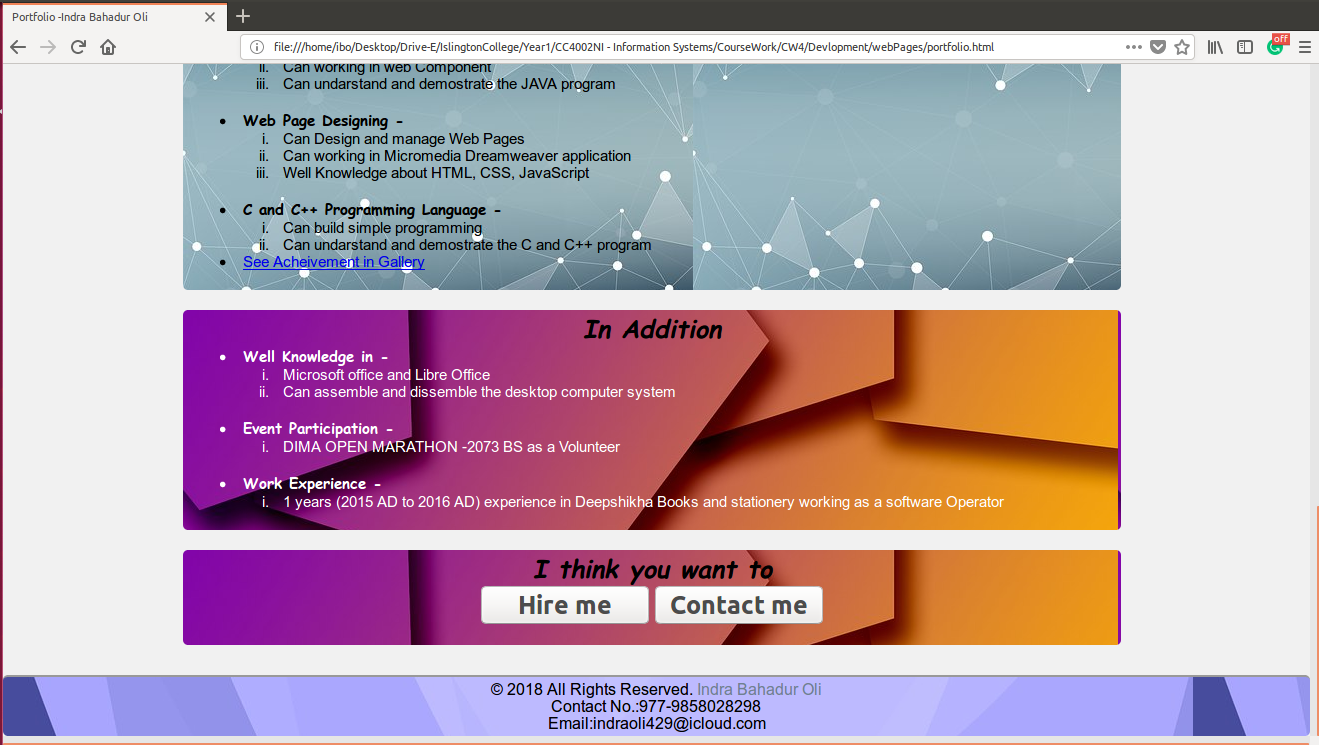 Portfolio -Indra Bahadur Oli
file:///home/ibo/Desktop/Drive-E/IslingtonCollege/Year1/CC4002NI - Information Systems/CourseWork/CW4/Devlopment/webPages/portfolio.html
off
ii. Can working in web Component
iii. Can undarstand and demostrate the JAVA program
Web Page Designing -
i. Can Design and manage Web Pages
ii. Can working in Micromedia Dreamweaver application
iii. Well Knowledge about HTML, CSS, JavaScript
C and C++ Programming Language -
i. Can build simple programming
ii. Can undarstand and demostrate the C and C++ program
See Acheivement in Gallery
In Addition
Well Knowledge in -
i. Microsoft office and Libre Office
ii. Can assemble and dissemble the desktop computer system
Event Participation -
i. DIMA OPEN MARATHON -2073 BS as a Volunteer
Work Experience -
i. 1 years (2015 AD to 2016 AD) experience in Deepshikha Books and stationery working as a software Operator
I think you want to
Hire me Contact me
© 2018 All Rights Reserved. Indra Bahadur Oli
Contact No.:977-9858028298
Email:indraoli429@icloud.com